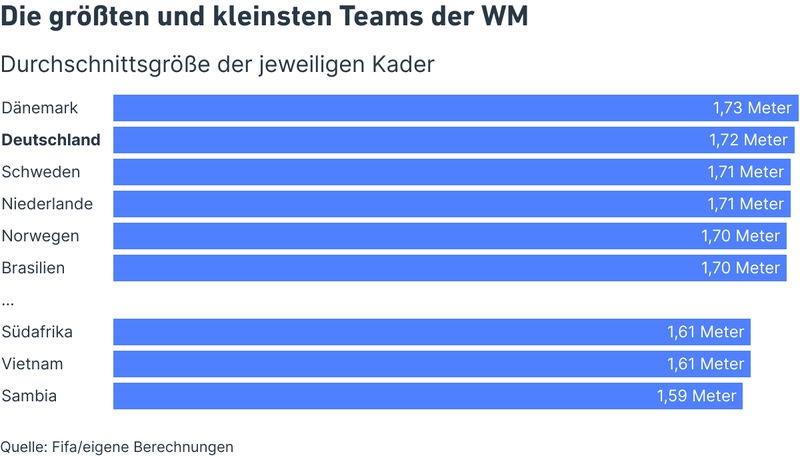 Die größten und kleinsten Teams der WM
Durchschnittsgröße der jeweiligen Kader
Dänemark 1,73 Meter
Deutschland 1,72 Meter
Schweden 1,71 Meter
Niederlande 1,71 Meter
Norwegen 1,70 Meter
Brasilien 1,70 Meter
...
Südafrika 1,61 Meter
Vietnam 1,61 Meter
Sambia 1,59 Meter
Quelle: Fifa/eigene Berechnungen